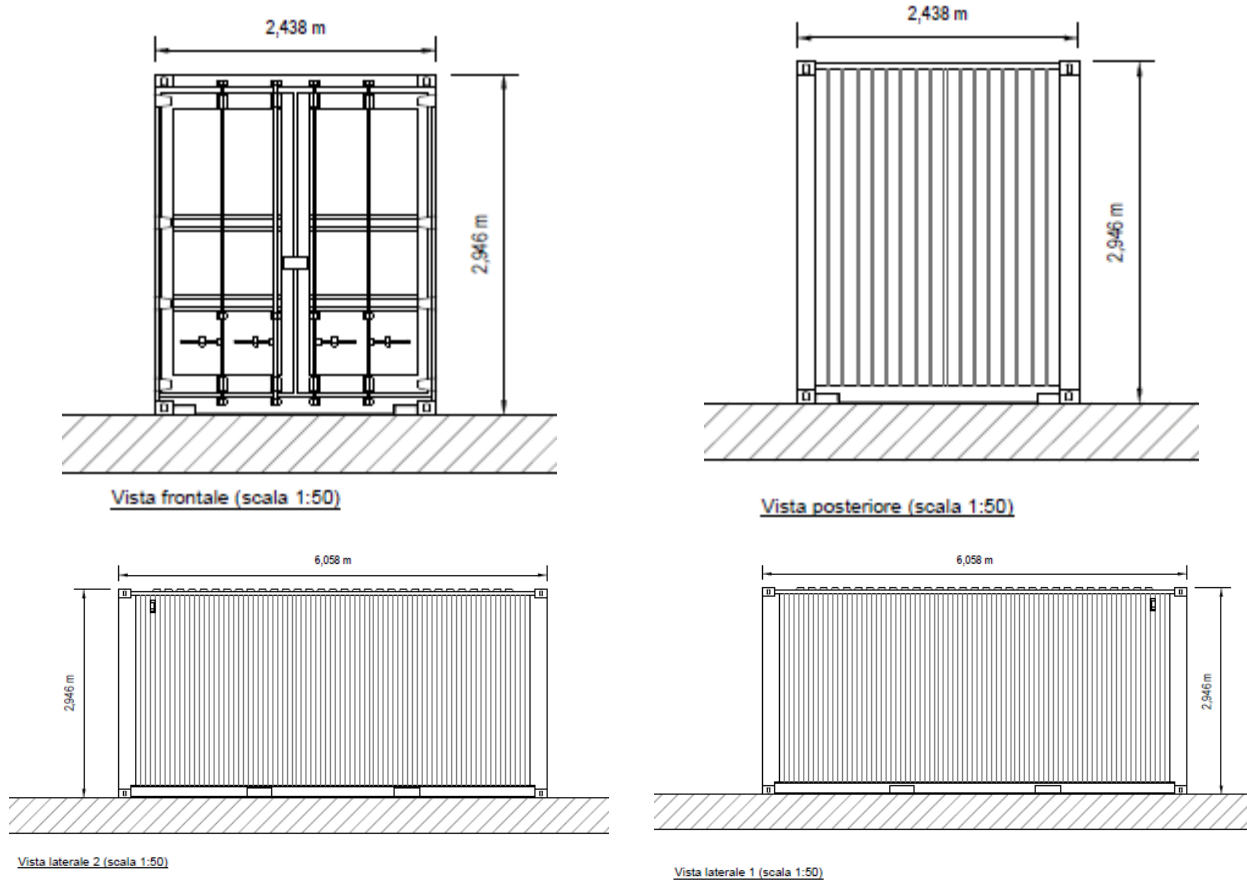 2,438 m
2,946 m
Vista frontale (scala 1:50)
2,438 m
2,946 m
Vista posteriore (scala 1:50)
6,058 m
2,946 m
Vista laterale 2 (scala 1:50)
6,058 m
2,946 m
Vista laterale 1 (scala 1:50)